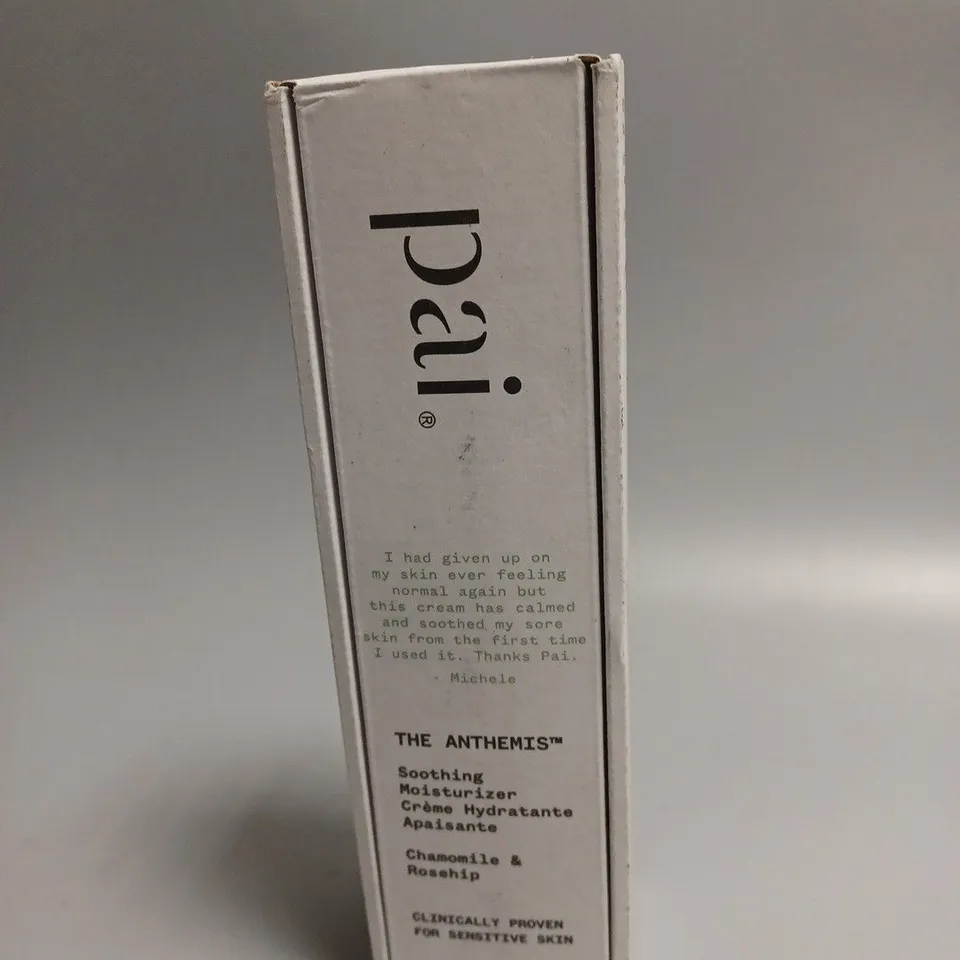 pai®
I had given up on
my skin ever feeling
normal again but
this cream has calmed
and soothed my sore
skin from the first time
I used it. Thanks Pai.
- Michele
THE ANTHEMIS™
Soothing
Moisturizer
Crème Hydratante
Apaisante
Chamomile &
Rosehip
CLINICALLY PROVEN
FOR SENSITIVE SKIN